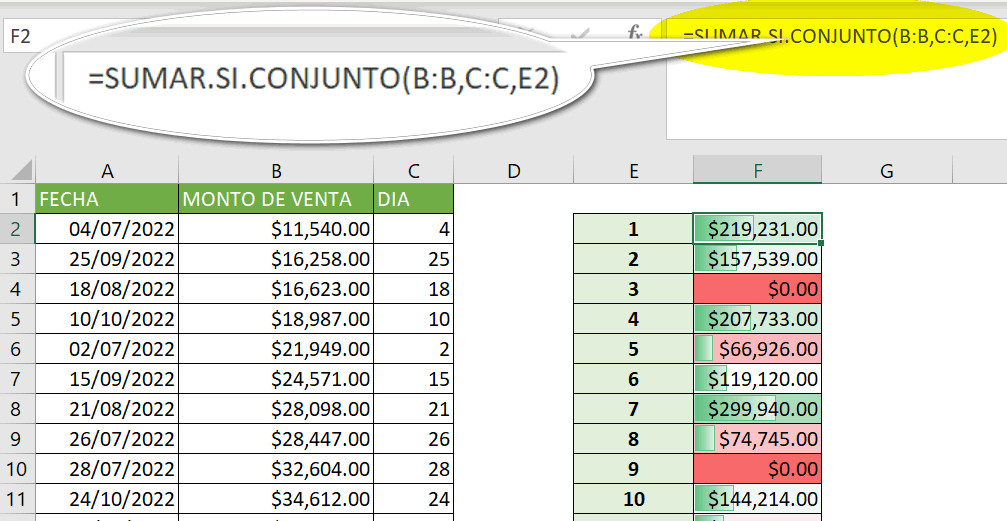 F2 fx =SUMAR.SI.CONJUNTO(B:B,C:C,E2)
=SUMAR.SI.CONJUNTO(B:B,C:C,E2)
A B C D E F G
1 FECHA MONTO DE VENTA DIA
2 04/07/2022 $11,540.00 4 1 $219,231.00
3 25/09/2022 $16,258.00 25 2 $157,539.00
4 18/08/2022 $16,623.00 18 3 $0.00
5 10/10/2022 $18,987.00 10 4 $207,733.00
6 02/07/2022 $21,949.00 2 5 $66,926.00
7 15/09/2022 $24,571.00 15 6 $119,120.00
8 21/08/2022 $28,098.00 21 7 $299,940.00
9 26/07/2022 $28,447.00 26 8 $74,745.00
10 28/07/2022 $32,604.00 28 9 $0.00
11 24/10/2022 $34,612.00 24 10 $144,214.00